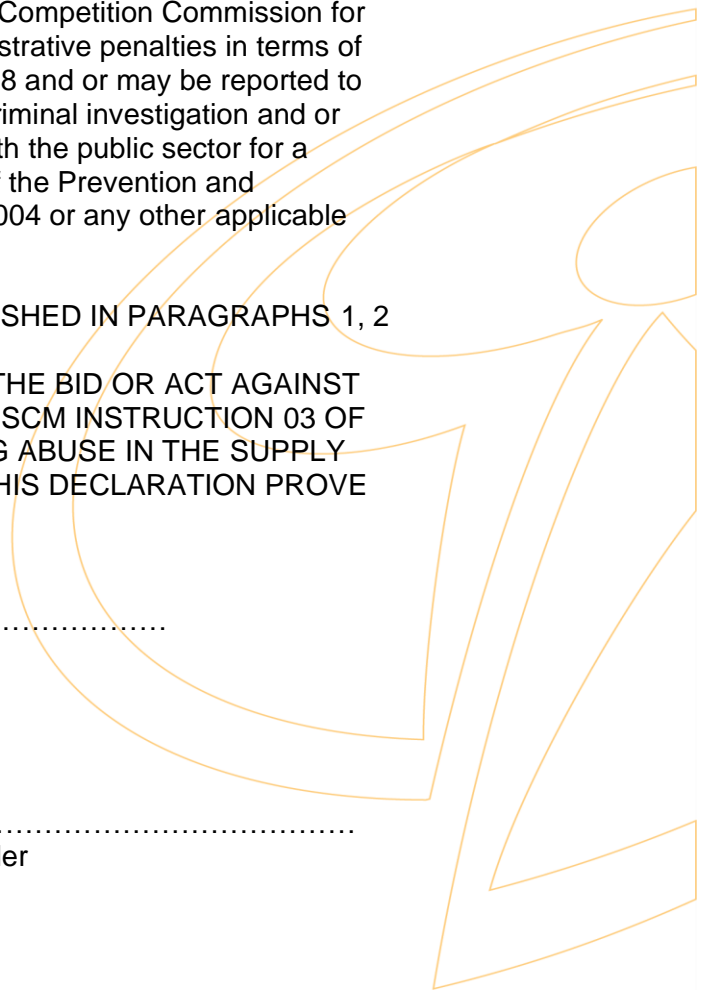 Competition Commission for
strative penalties in terms of
8 and or may be reported to
riminal investigation and or
th the public sector for a
f the Prevention and
004 or any other applicable
SHED IN PARAGRAPHS 1, 2
THE BID OR ACT AGAINST
SCM INSTRUCTION 03 OF
G ABUSE IN THE SUPPLY
HIS DECLARATION PROVE
………………
…………………………………
der